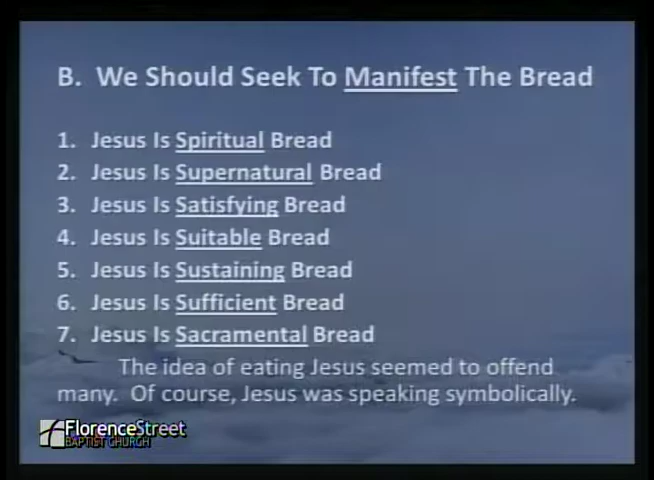 B. We Should Seek To Manifest The Bread
1. Jesus Is Spiritual Bread
2. Jesus Is Supernatural Bread
3. Jesus Is Satisfying Bread
4. Jesus Is Suitable Bread
5. Jesus Is Sustaining Bread
6. Jesus Is Sufficient Bread
7. Jesus Is Sacramental Bread
The idea of eating Jesus seemed to offend
many. Of course, Jesus was speaking symbolically.
FlorenceStreet
BAPTIST CHURCH